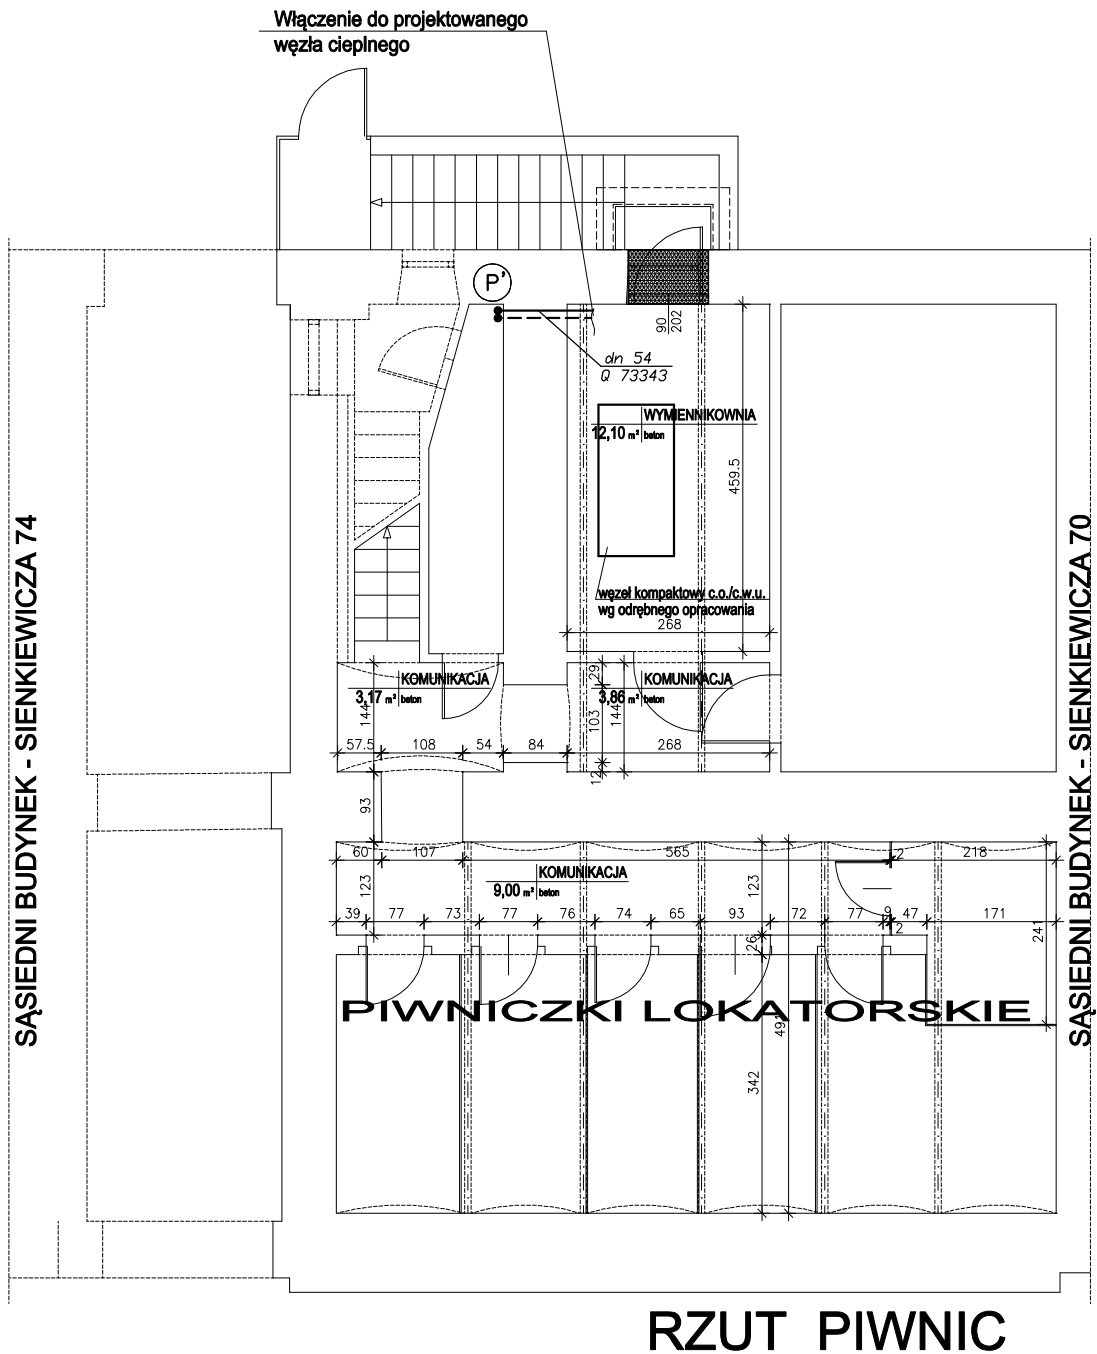 Włączenie do projektowanego
węzła cieplnego
P'
90
202
dn 54
Q 73343
WYMIENNIKOWNIA
12,10 m² beton
459.5
węzeł kompaktowy c.o./c.w.u.
wg odrębnego opracowania
268
SĄSIEDNI BUDYNEK - SIENKIEWICZA 74
SĄSIEDNI BUDYNEK - SIENKIEWICZA 70
KOMUNIKACJA
3,17 m² beton
144
KOMUNIKACJA
3,86 m² beton
29
103
144
12
57.5 108 54 84 268
93
60 107 565 2 218
KOMUNIKACJA
9,00 m² beton
123
123
39 77 73 77 76 74 65 93 72 77 9 47 171
2
26
241
PIWNICZKI LOKATORSKIE
491
342
RZUT PIWNIC